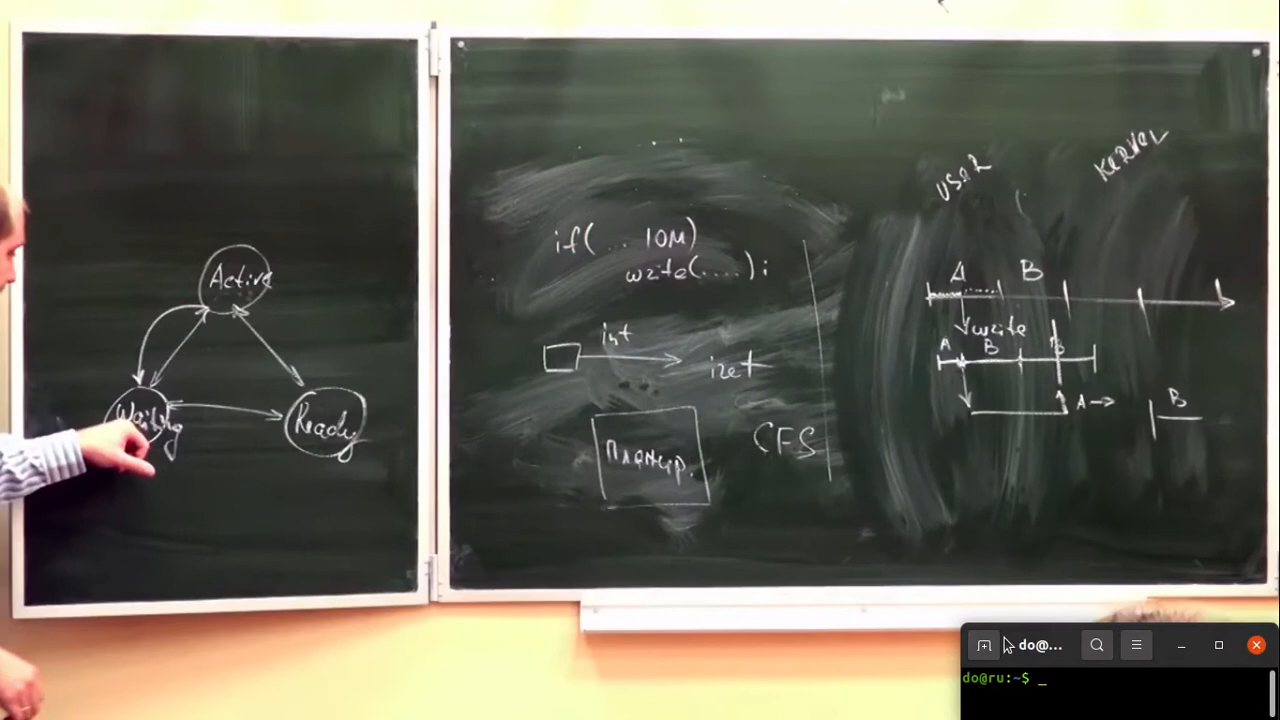 Active
Waiting
Ready
if( ... 10M)
write(....);
int
iret
Планир.
CFS
USER
KERNEL
A
B
write
A
B
B
A
B
do@...
do@ru:~$ _